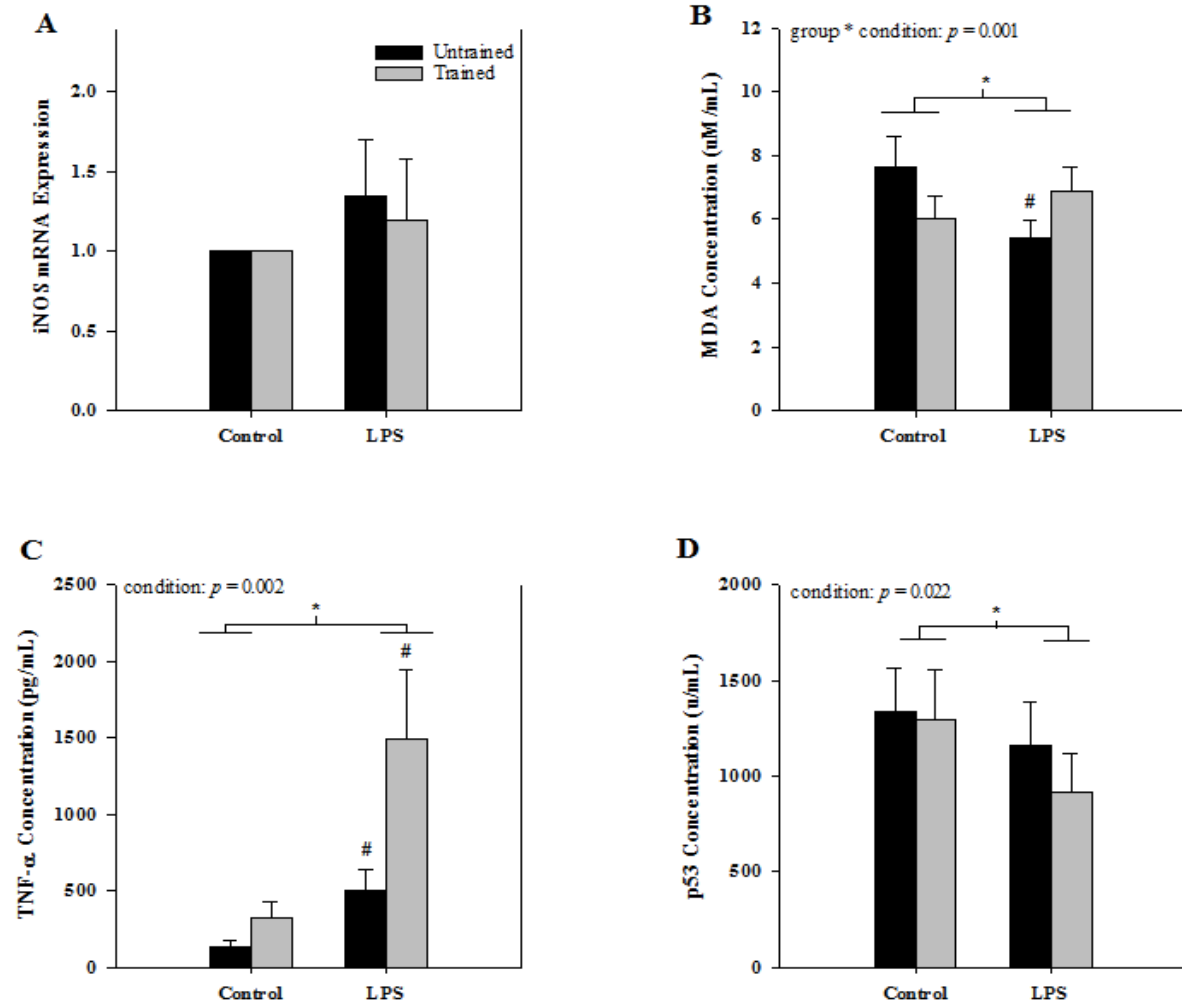 A
Untrained
Trained
iNOS mRNA Expression
2.0
1.5
1.0
0.5
0.0
Control LPS
B
group * condition: p = 0.001
MDA Concentration (uM/mL)
12
10
8
6
4
2
0
*
#
Control LPS
C
condition: p = 0.002
TNF-α Concentration (pg/mL)
2500
2000
1500
1000
500
0
*
#
#
Control LPS
D
condition: p = 0.022
p53 Concentration (u/mL)
2000
1500
1000
500
0
*
Control LPS